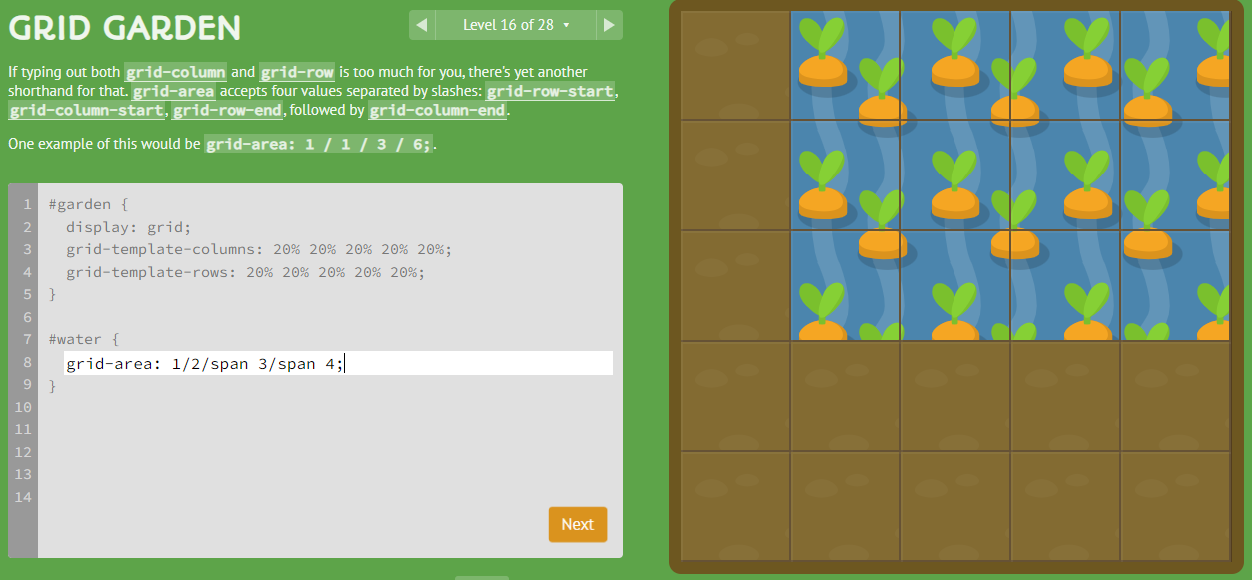 GRID GARDEN
◀ Level 16 of 28 ▾ ▶
If typing out both grid-column and grid-row is too much for you, there's yet another
shorthand for that. grid-area accepts four values separated by slashes: grid-row-start,
grid-column-start, grid-row-end, followed by grid-column-end.
One example of this would be grid-area: 1 / 1 / 3 / 6;.
1 #garden {
2 display: grid;
3 grid-template-columns: 20% 20% 20% 20% 20%;
4 grid-template-rows: 20% 20% 20% 20% 20%;
5 }
6
7 #water {
8 grid-area: 1/2/span 3/span 4;
9 }
10
11
12
13
14
Next